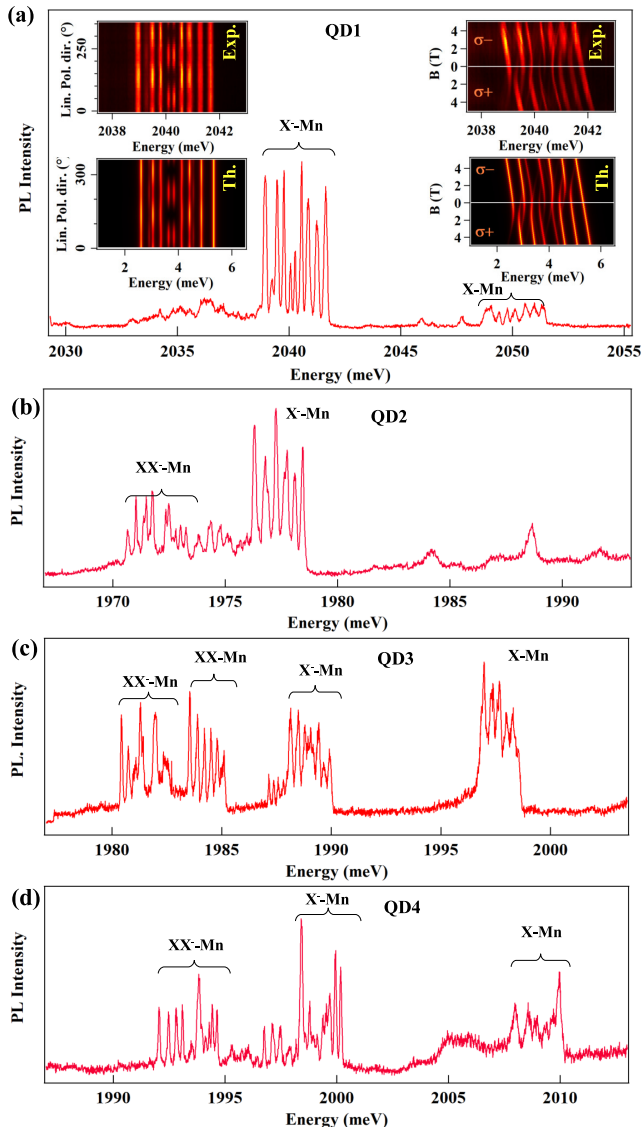 (a)
QD1
Lin. Pol. dir. (°)
300
0
Exp.
2038
2040
2042
Energy (meV)
Lin. Pol. dir. (°)
300
0
Th.
2
4
6
Energy (meV)
X⁻-Mn
B (T)
4
2
0
2
4
σ−
σ+
Exp.
2038
2040
2042
Energy (meV)
B (T)
4
2
0
2
4
σ−
σ+
Th.
2
4
6
Energy (meV)
X-Mn
PL Intensity
2030
2035
2040
2045
2050
2055
Energy (meV)
(b)
QD2
XX⁻-Mn
X⁻-Mn
PL Intensity
1970
1975
1980
1985
1990
Energy (meV)
(c)
QD3
XX⁻-Mn
XX-Mn
X⁻-Mn
X-Mn
PL. Intensity
1980
1985
1990
1995
2000
Energy (meV)
(d)
QD4
XX⁻-Mn
X⁻-Mn
X-Mn
PL Intensity
1990
1995
2000
2005
2010
Energy (meV)